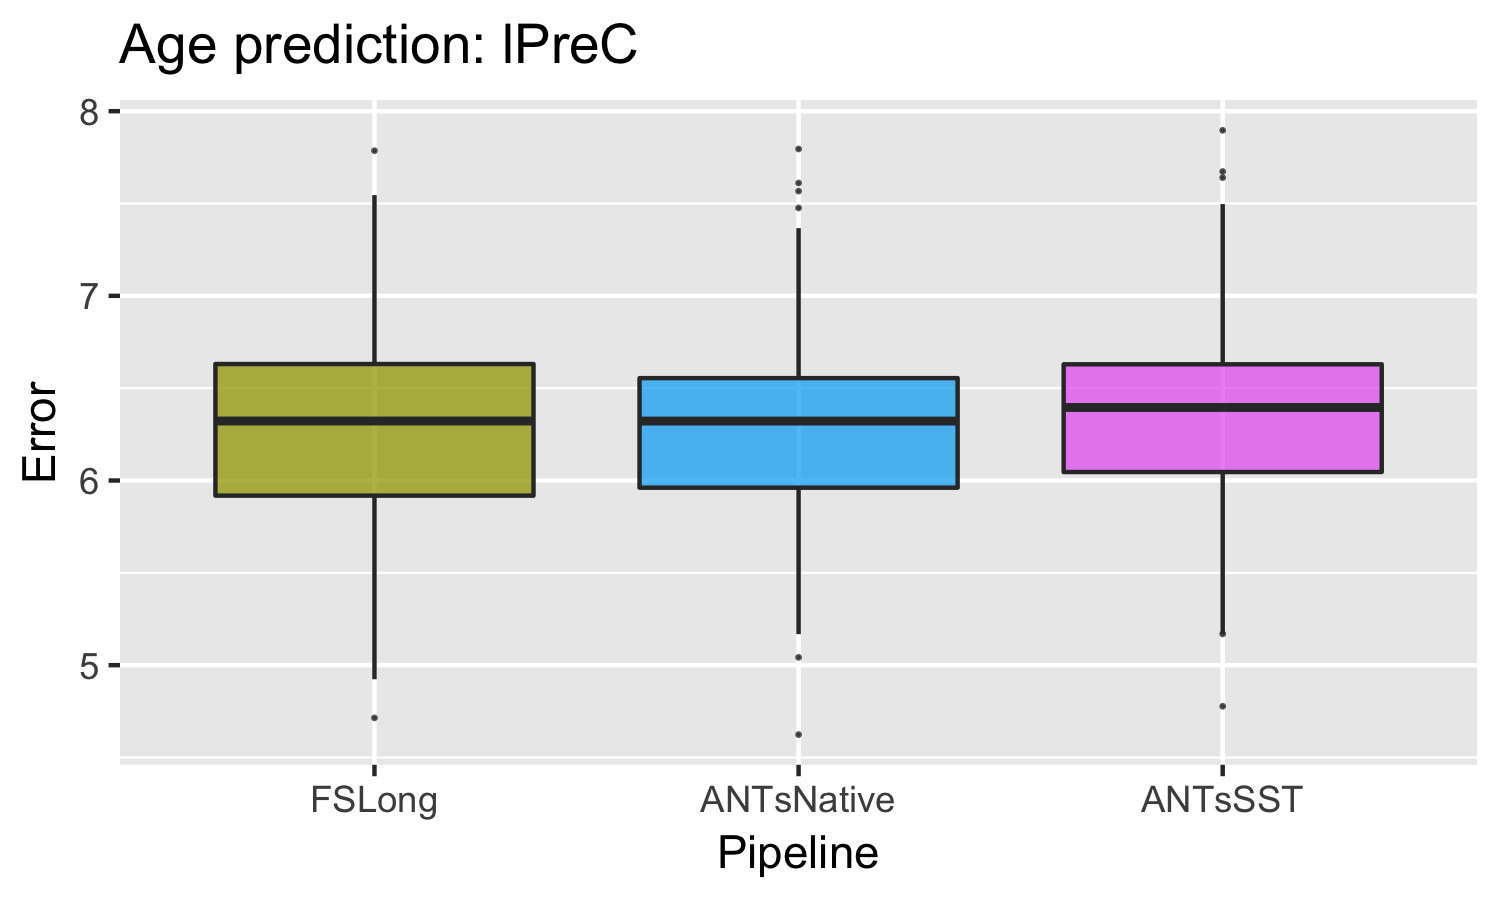 Age prediction: lPreC
8
7
6
5
Error
FSLong ANTsNative ANTsSST
Pipeline